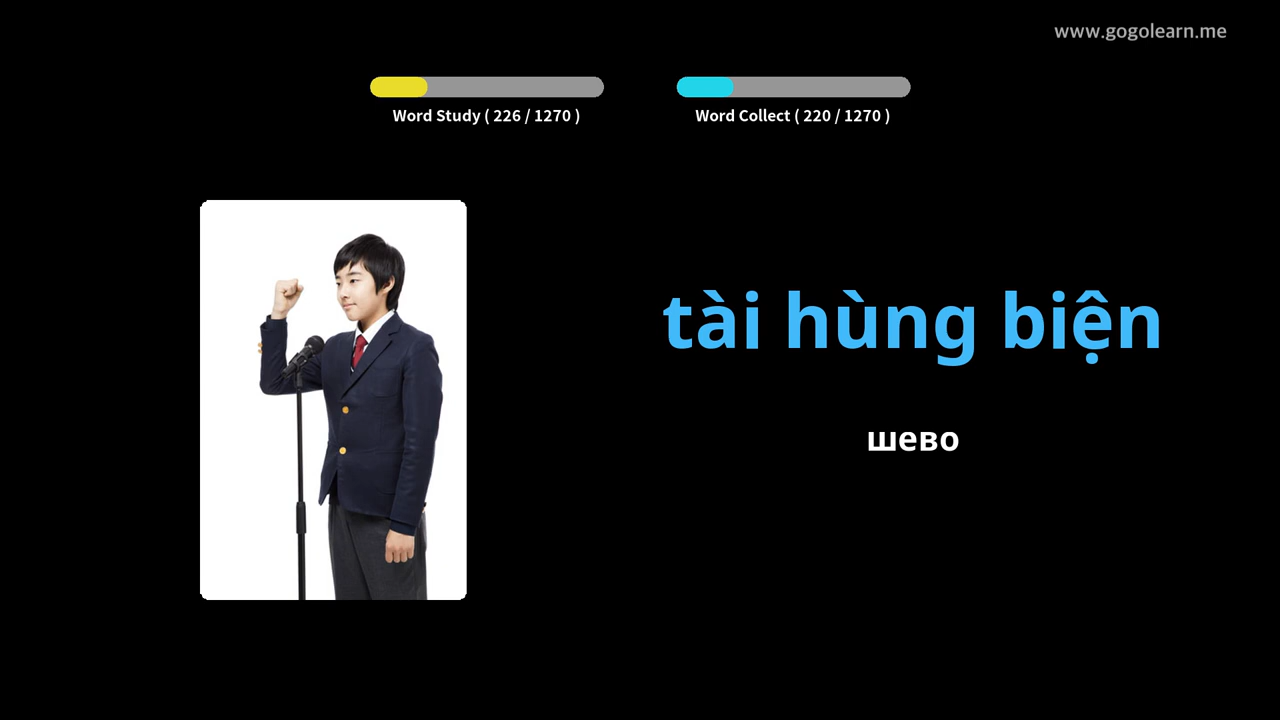 www.gogolearn.me
Word Study ( 226 / 1270 )
Word Collect ( 220 / 1270 )
tài hùng biện
шево